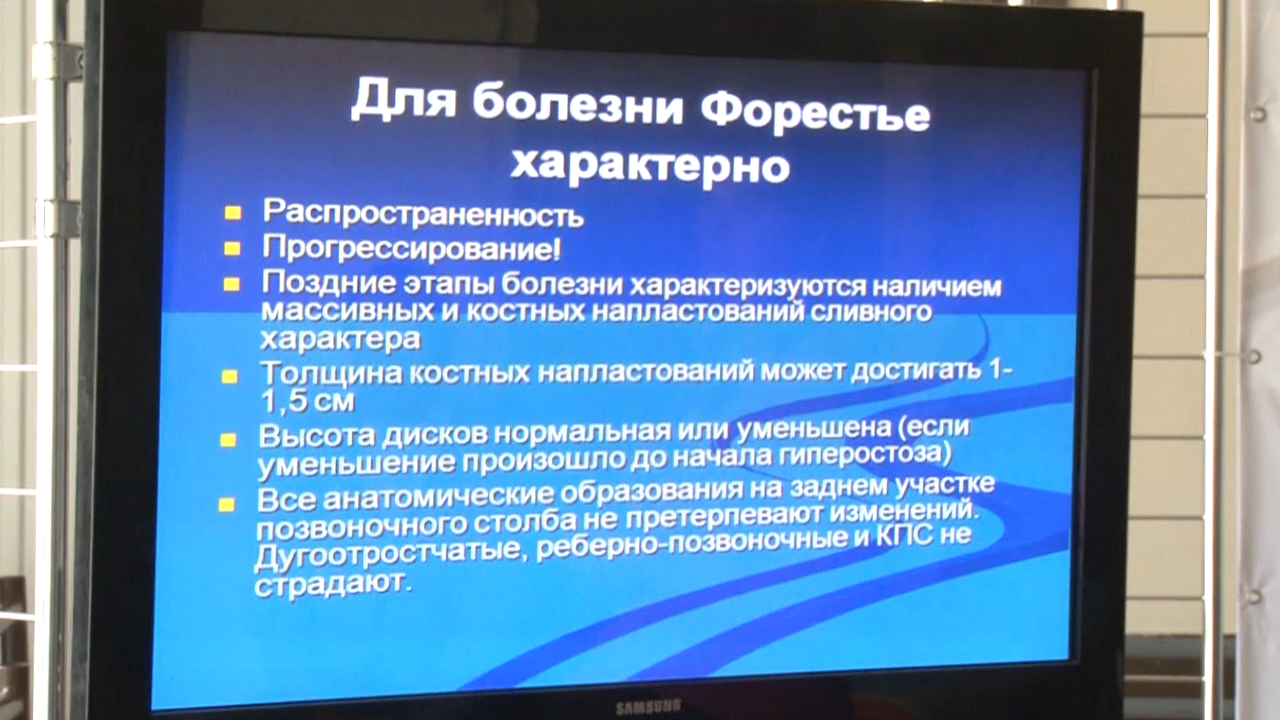 Для болезни Форестье
характерно
Распространенность
Прогрессирование!
Поздние этапы болезни характеризуются наличием
массивных и костных напластований сливного
характера
Толщина костных напластований может достигать 1-
1,5 см
Высота дисков нормальная или уменьшена (если
уменьшение произошло до начала гиперостоза)
Все анатомические образования на заднем участке
позвоночного столба не претерпевают изменений.
Дугоотростчатые, реберно-позвоночные и КПС не
страдают.
SAMSUNG